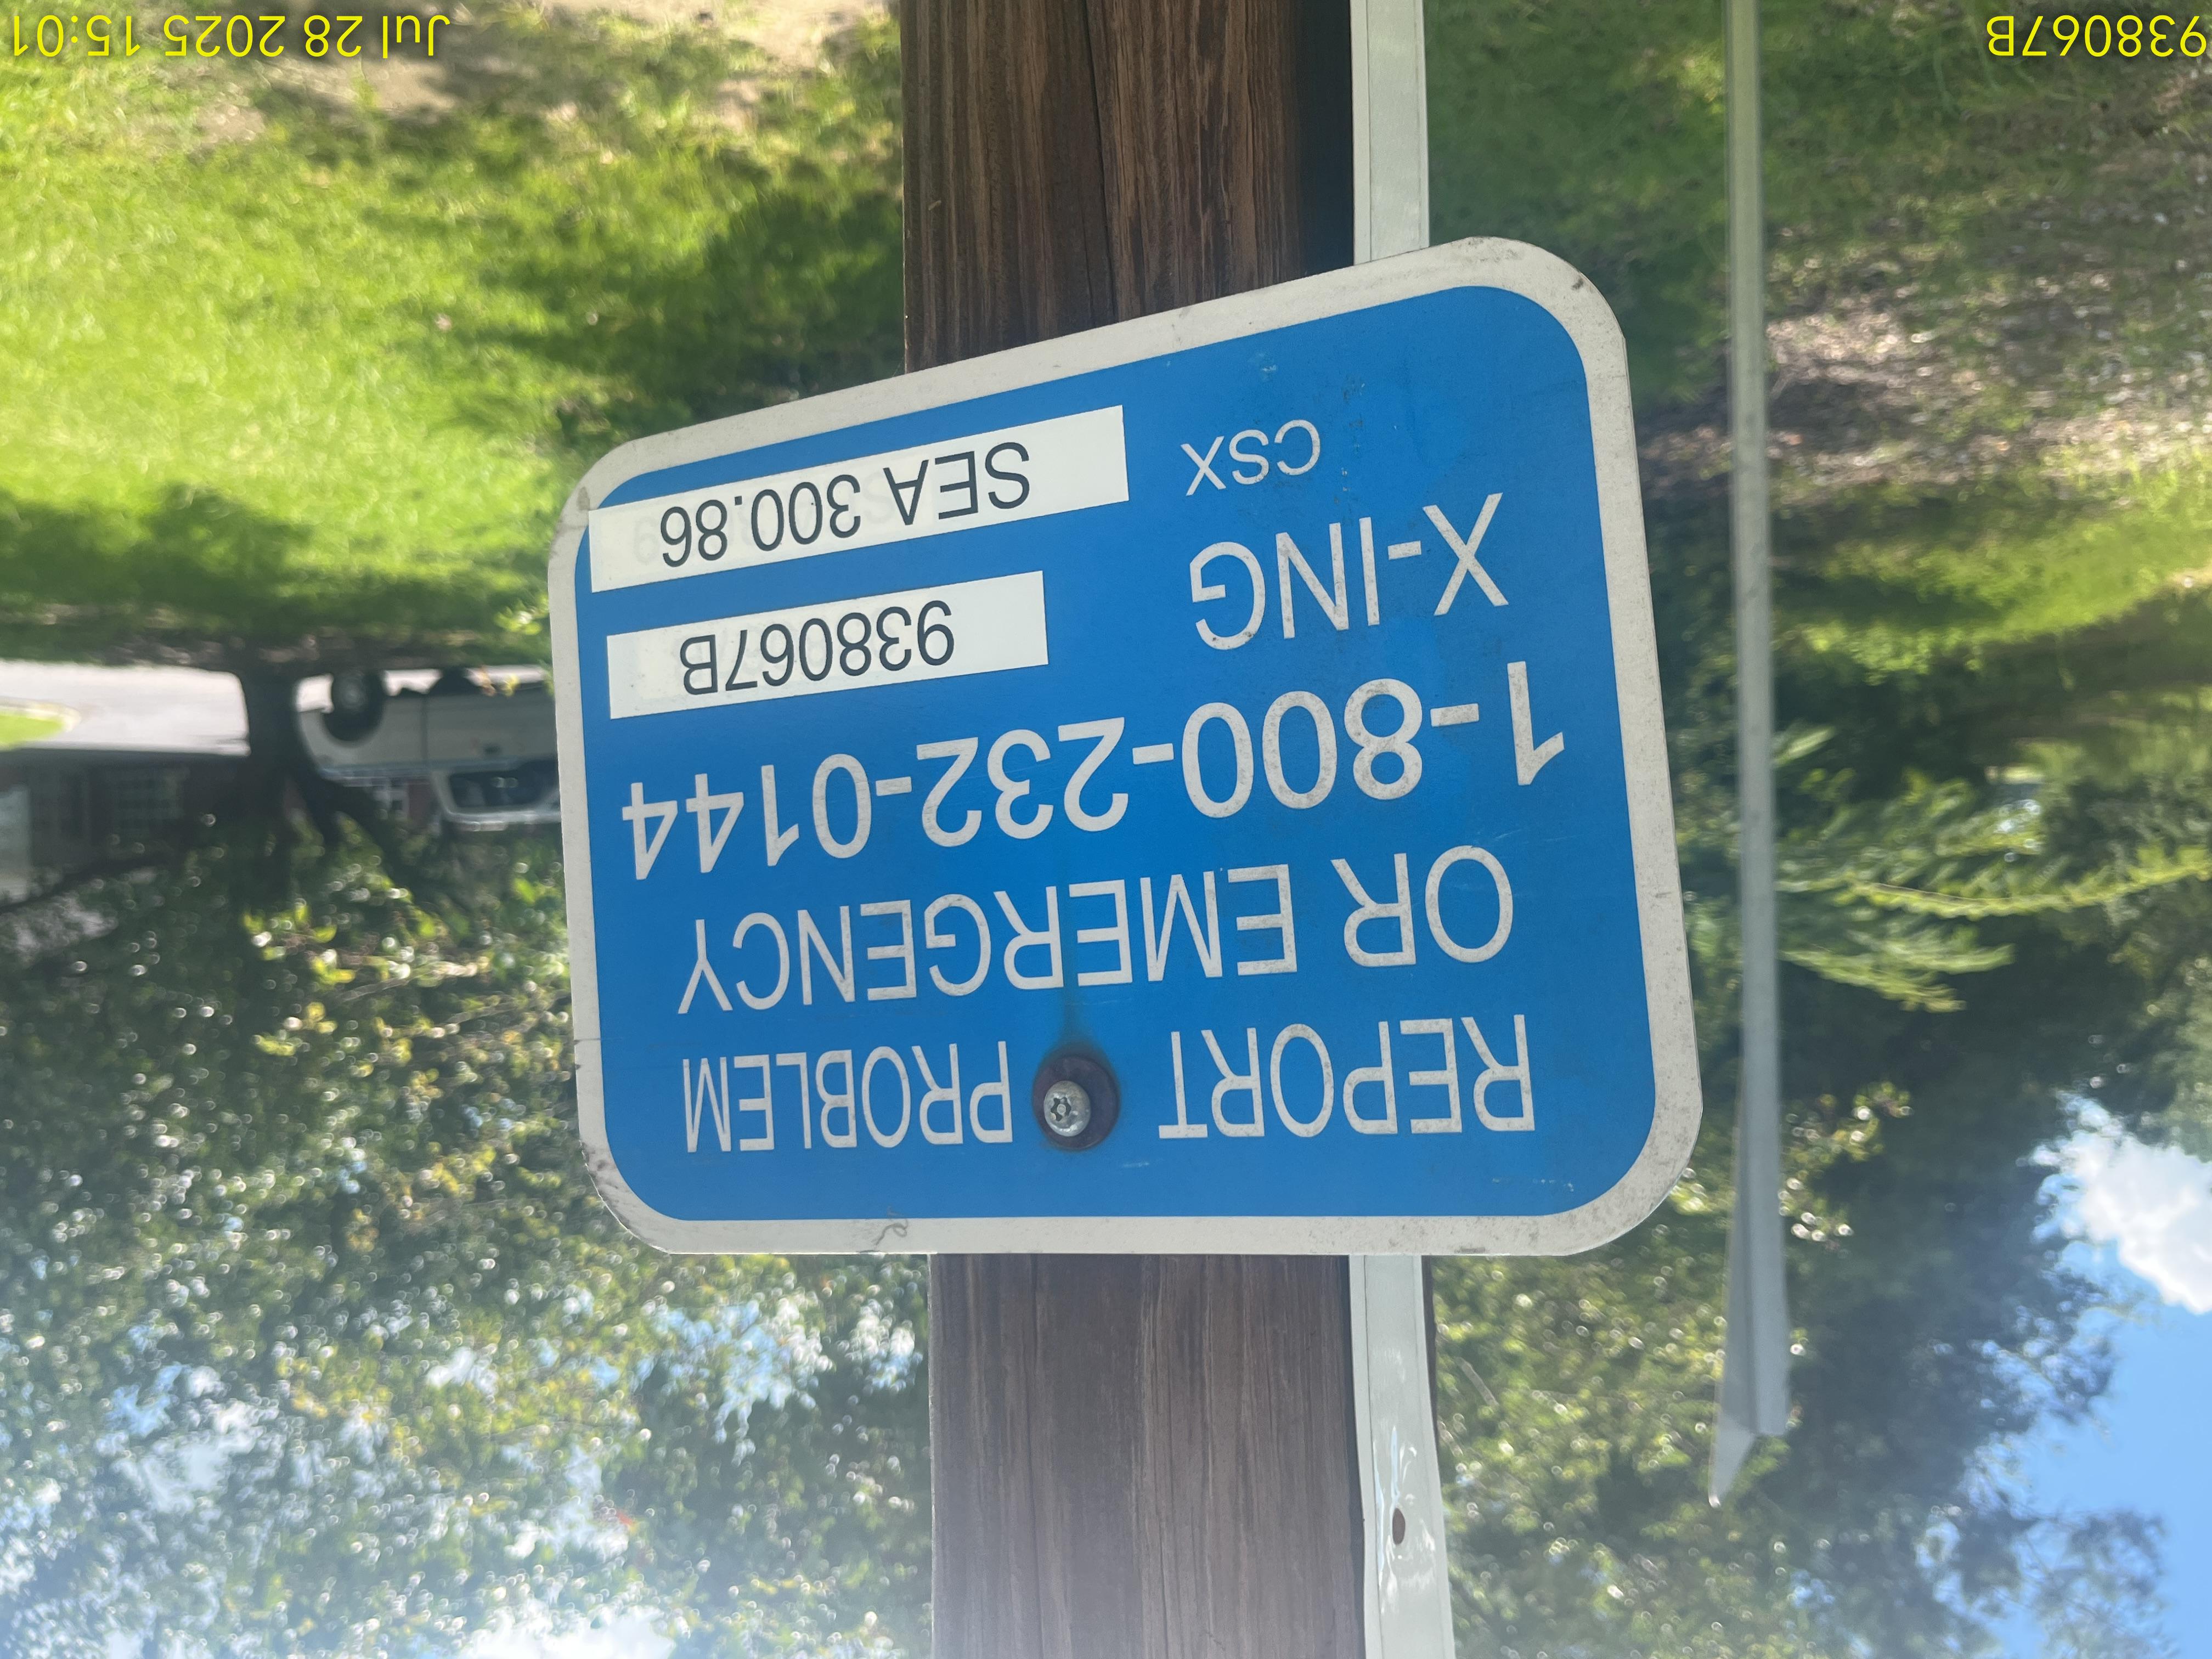 REPORT PROBLEM
OR EMERGENCY
1-800-232-0144
X-ING 938067B
CSX SEA 300.86
938067B
Jul 28 2025 15:01